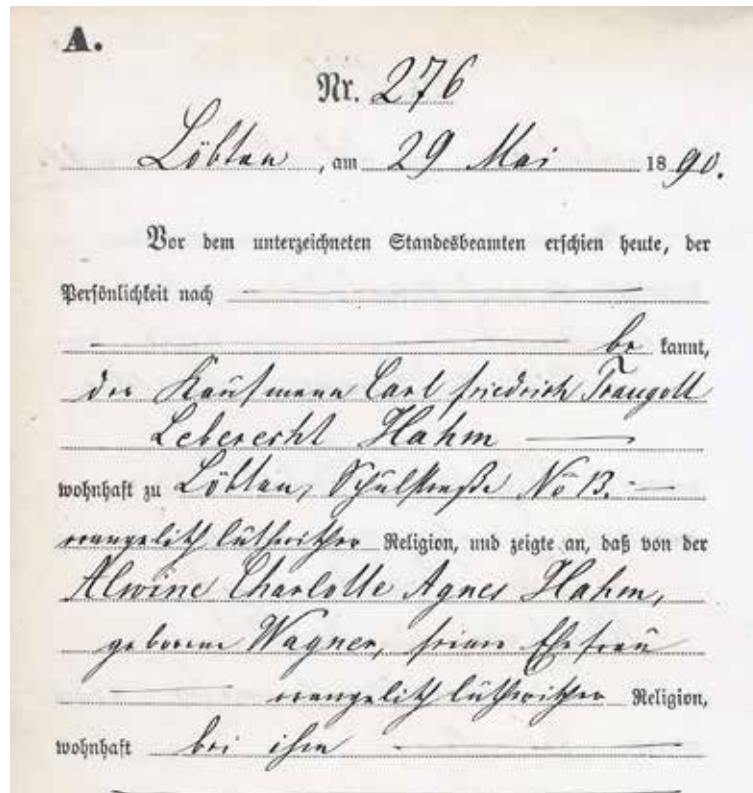 A.
Nr. 276
Löbtau, am 29 Mai 1890.
Vor dem unterzeichneten Standesbeamten erschien heute, der
Persönlichkeit nach
be kannt,
der Kaufmann Carl Friedrich Traugott
Leberecht Hahm
wohnhaft zu Löbtau, Schulstraße No 13.
evangelisch lutherischer Religion, und zeigte an, daß von der
Alwine Charlotte Agnes Hahm,
geborene Wagner, seiner Ehefrau
evangelisch lutherischer Religion,
wohnhaft bei ihm